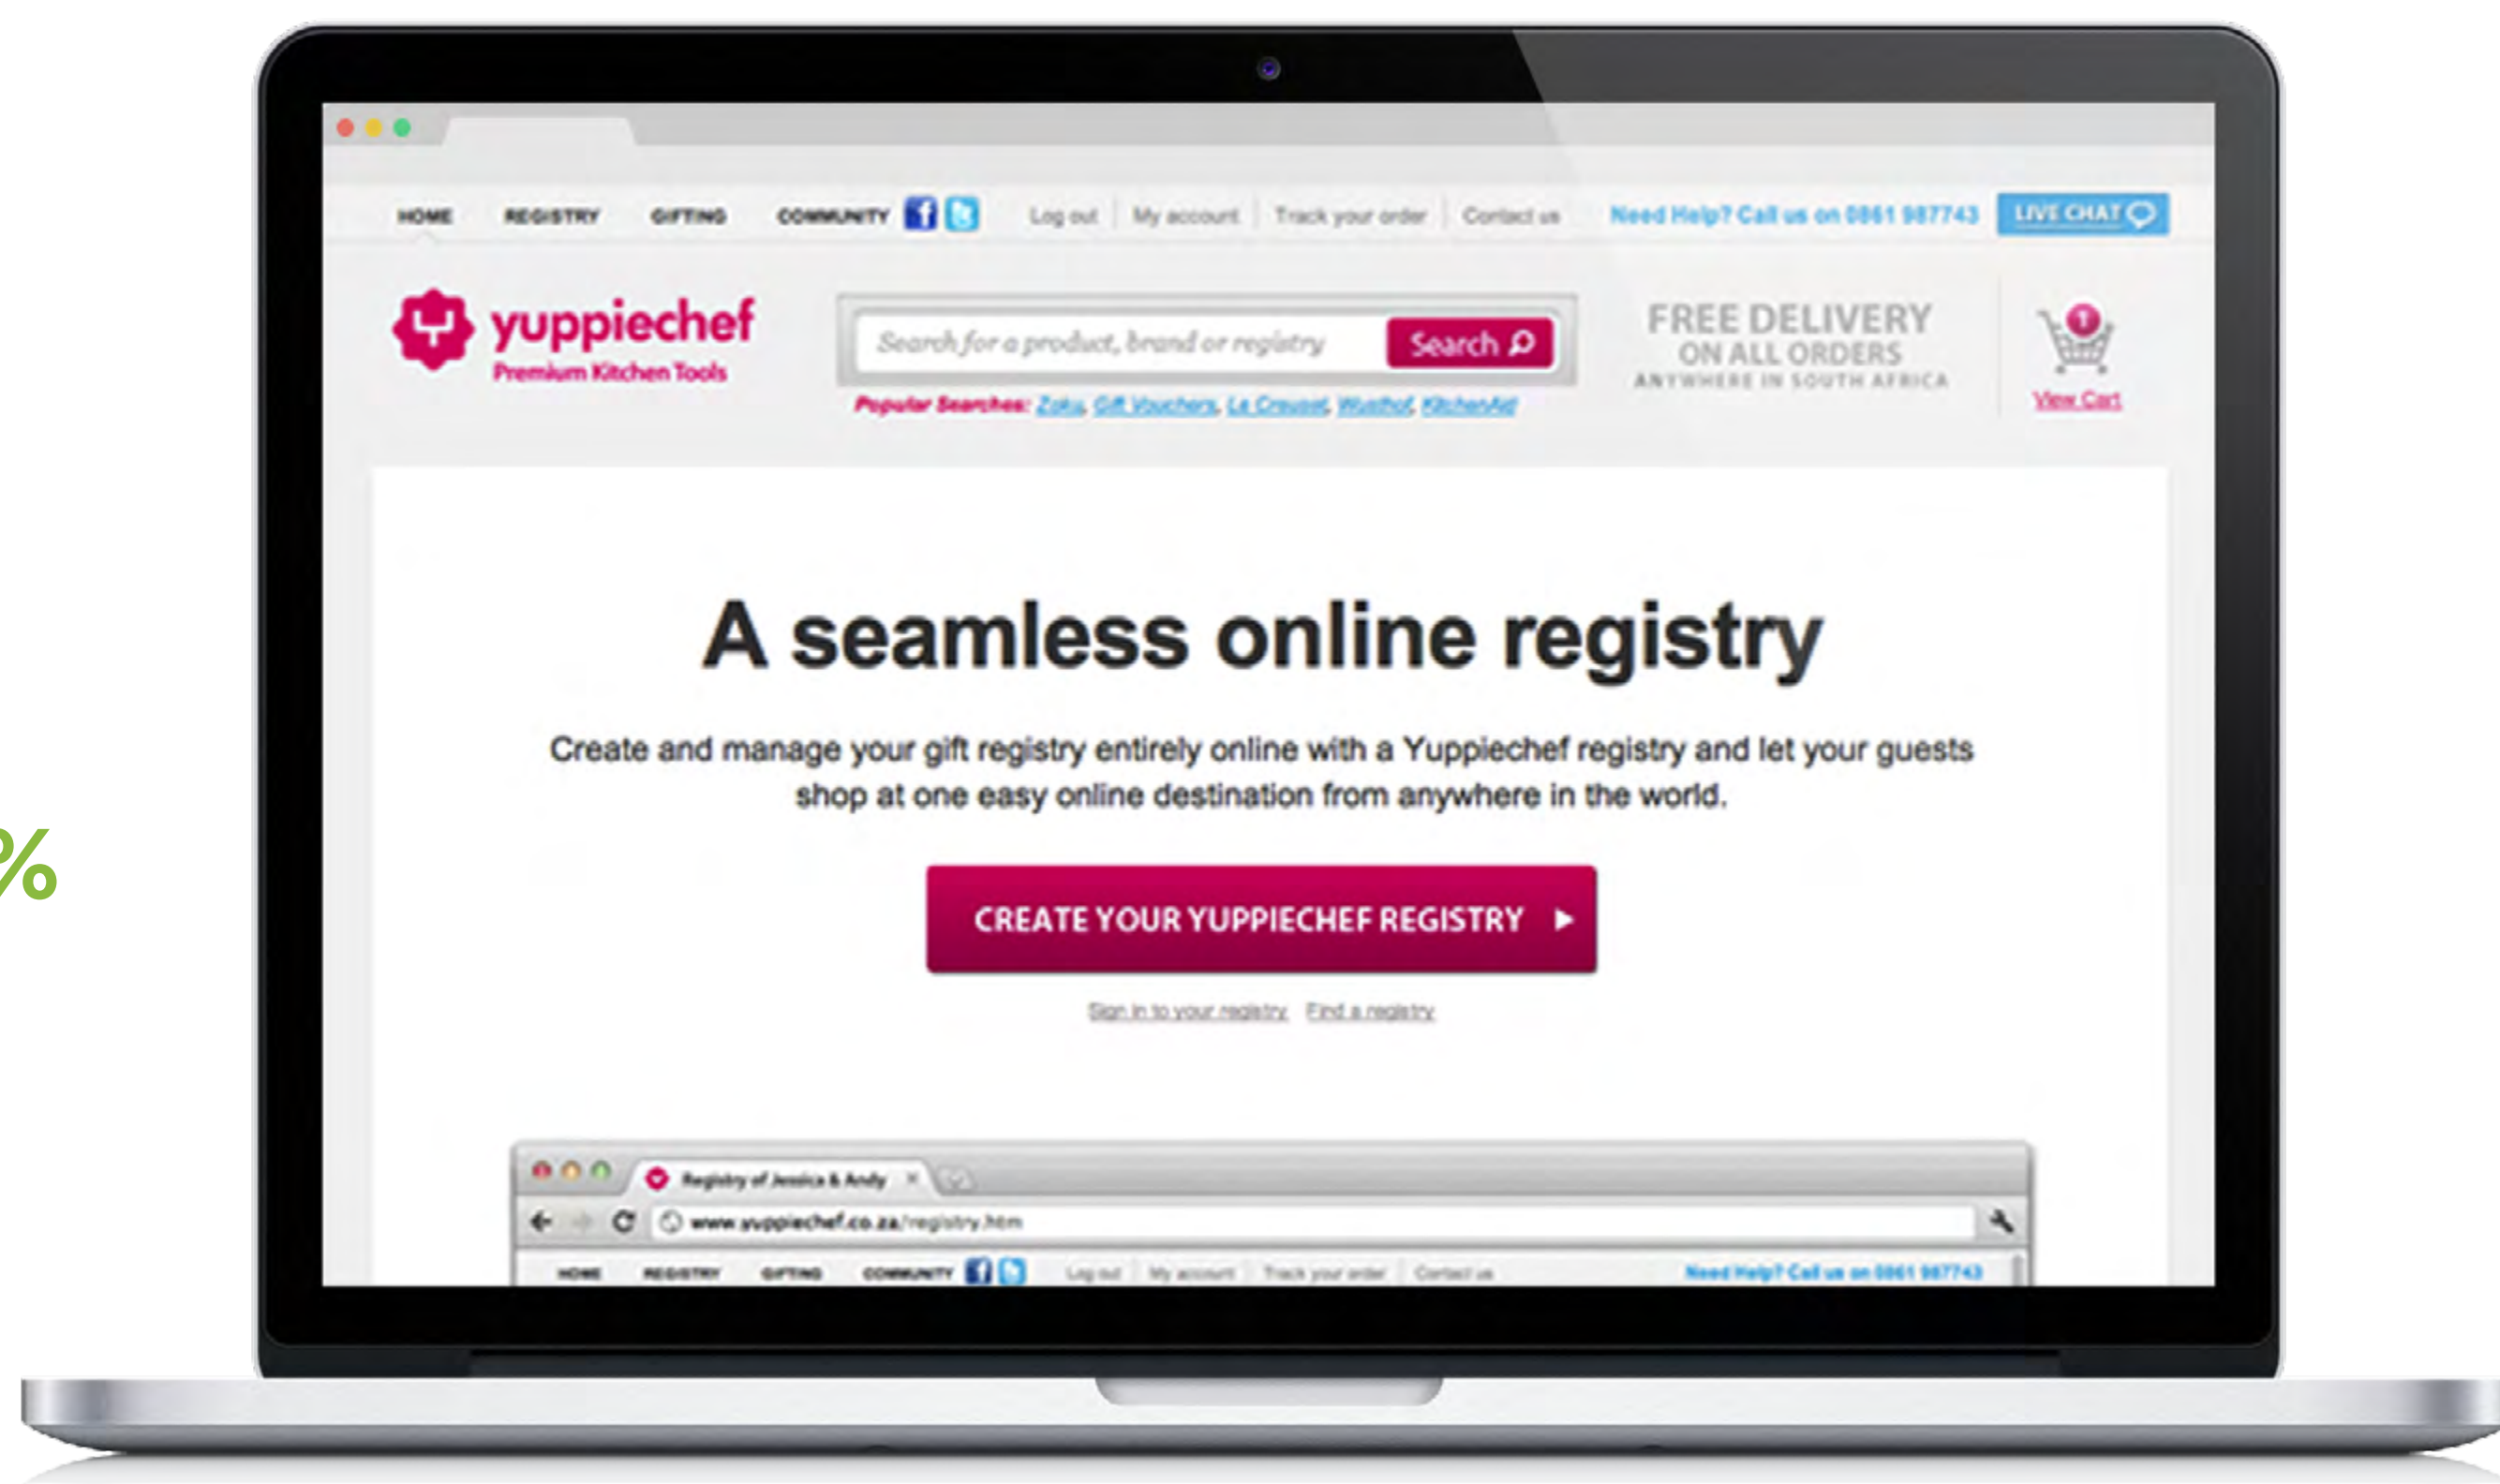 HOME REGISTRY GIFTING COMMUNITY Log out My account Track your order Contact us Need Help? Call us on 0861 987743 LIVE CHAT
yuppiechef
Premium Kitchen Tools
Search for a product, brand or registry Search
Popular Searches: Zoku, Gift Vouchers, Le Creuset, Wusthof, KitchenAid
FREE DELIVERY
ON ALL ORDERS
ANYWHERE IN SOUTH AFRICA
1
View Cart
A seamless online registry
Create and manage your gift registry entirely online with a Yuppiechef registry and let your guests
shop at one easy online destination from anywhere in the world.
%
CREATE YOUR YUPPIECHEF REGISTRY
Sign in to your registry Find a registry
Registry of Jessica & Andy
www.yuppiechef.co.za/registry.htm
HOME REGISTRY GIFTING COMMUNITY Log out My account Track your order Contact us Need Help? Call us on 0861 987743